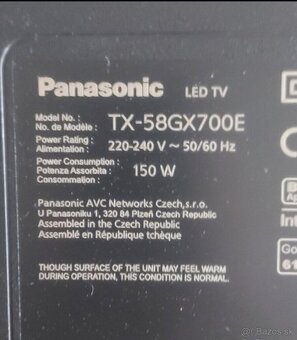 Panasonic LED TV
Model No. :
No. de Modèle : TX-58GX700E
Power Rating :
Alimentation : 220-240 V ~ 50/60 Hz
Power Consumption :
Potenza Assorbita : 150 W
Consommation :
Panasonic AVC Networks Czech,s.r.o.
U Panasoniku 1, 320 84 Plzeň Czech Republic
Assembled in the Czech Republic
Assemblé en République tchèque
THOUGH SURFACE OF THE UNIT MAY FEEL WARM
DURING OPERATION, THIS CONDITION IS NORMAL.
Int
Go
61
Bazos.sk